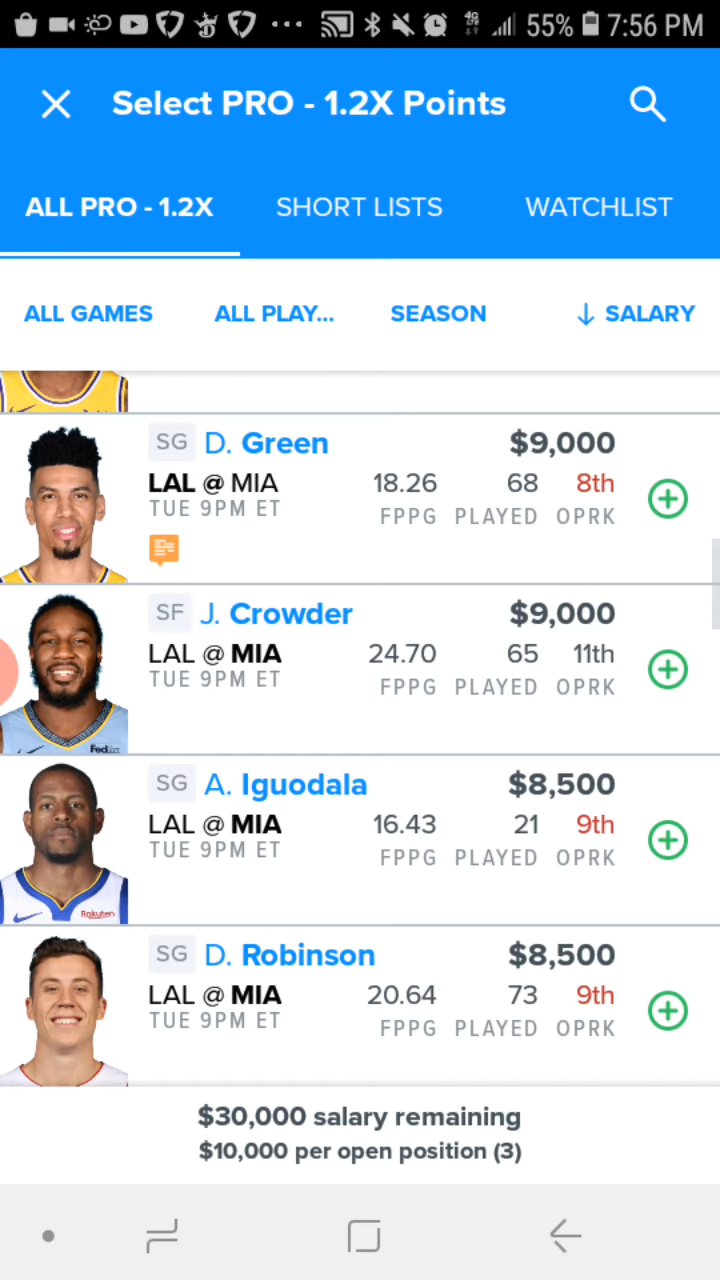 4G LTE 55% 7:56 PM
Select PRO - 1.2X Points
ALL PRO - 1.2X SHORT LISTS WATCHLIST
ALL GAMES ALL PLAY... SEASON ↓ SALARY
SG D. Green $9,000
LAL @ MIA 18.26 68 8th
TUE 9PM ET FPPG PLAYED OPRK
SF J. Crowder $9,000
LAL @ MIA 24.70 65 11th
TUE 9PM ET FPPG PLAYED OPRK
FedEx
SG A. Iguodala $8,500
LAL @ MIA 16.43 21 9th
TUE 9PM ET FPPG PLAYED OPRK
Rakuten
SG D. Robinson $8,500
LAL @ MIA 20.64 73 9th
TUE 9PM ET FPPG PLAYED OPRK
$30,000 salary remaining
$10,000 per open position (3)